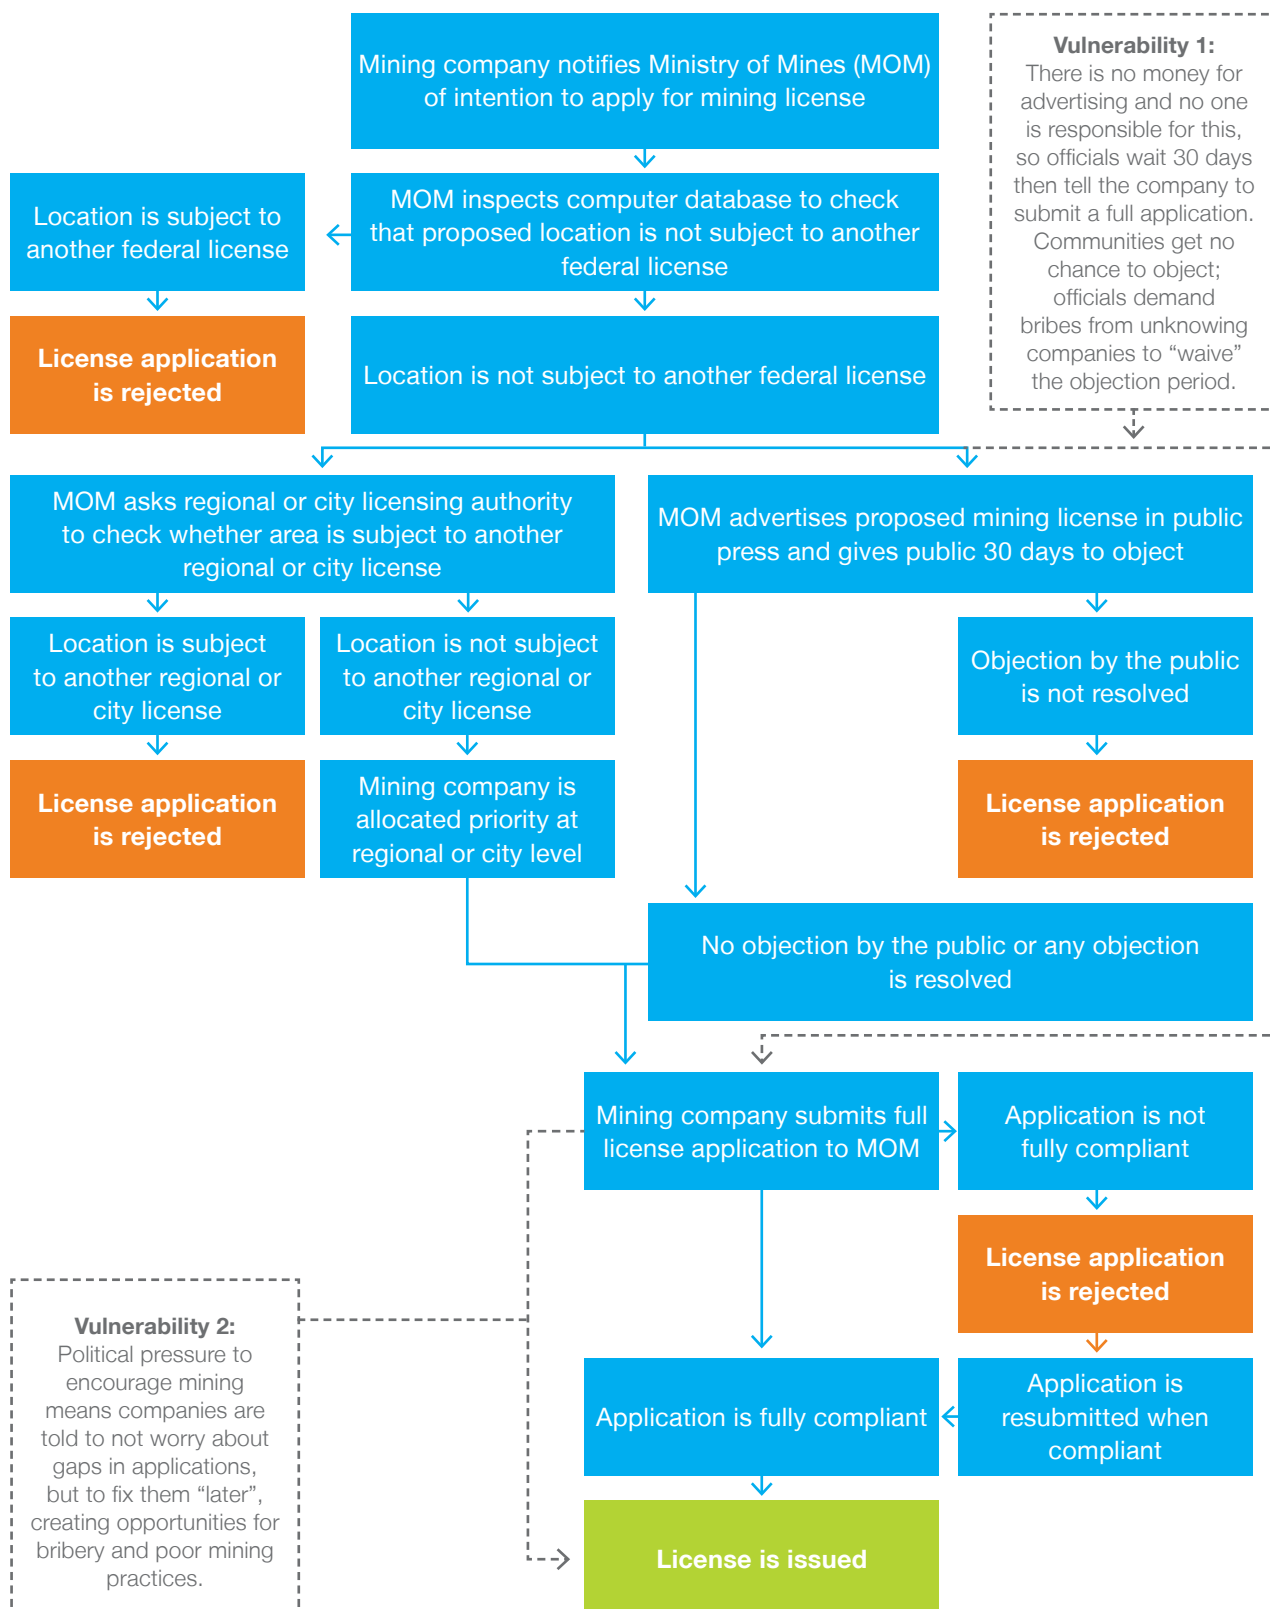 Mining company notifies Ministry of Mines (MOM)
of intention to apply for mining license
Vulnerability 1:
There is no money for
advertising and no one
is responsible for this,
so officials wait 30 days
then tell the company to
submit a full application.
Communities get no
chance to object;
officials demand
bribes from unknowing
companies to “waive”
the objection period.
Location is subject to
another federal license
MOM inspects computer database to check
that proposed location is not subject to another
federal license
License application
is rejected
Location is not subject to another federal license
MOM asks regional or city licensing authority
to check whether area is subject to another
regional or city license
MOM advertises proposed mining license in public
press and gives public 30 days to object
Location is subject
to another regional or
city license
Location is not subject
to another regional or
city license
Objection by the public
is not resolved
License application
is rejected
Mining company is
allocated priority at
regional or city level
License application
is rejected
No objection by the public or any objection
is resolved
Mining company submits full
license application to MOM
Application is not
fully compliant
License application
is rejected
Vulnerability 2:
Political pressure to
encourage mining
means companies are
told to not worry about
gaps in applications,
but to fix them “later”,
creating opportunities for
bribery and poor mining
practices.
Application is fully compliant
Application is
resubmitted when
compliant
License is issued